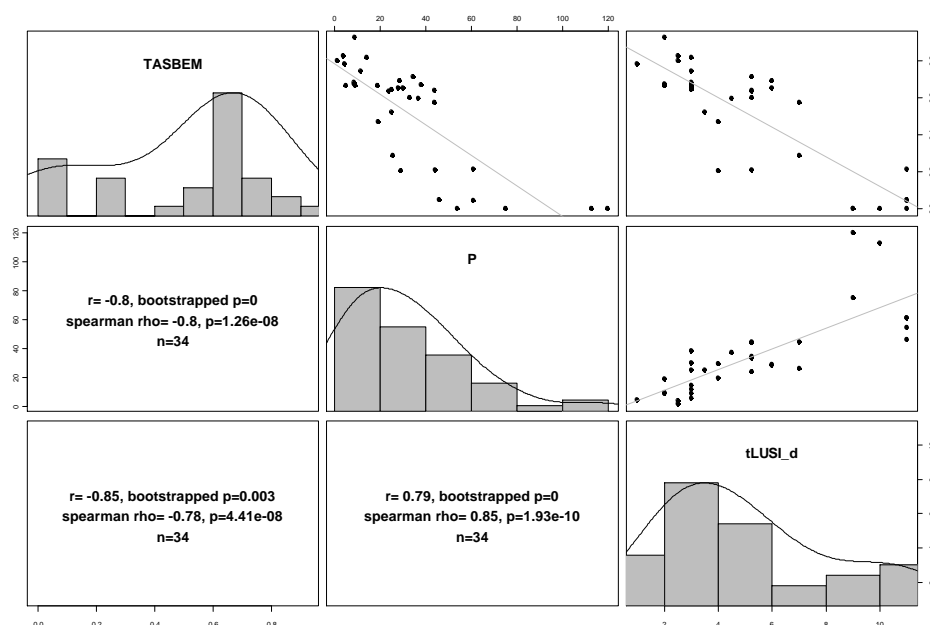 0 20 40 60 80 100 120
TASBEM
0 20 40 60 80 100 120
P
r= -0.8, bootstrapped p=0
spearman rho= -0.8, p=1.26e-08
n=34
tLUSI_d
r= -0.85, bootstrapped p=0.003
spearman rho= -0.78, p=4.41e-08
n=34
r= 0.79, bootstrapped p=0
spearman rho= 0.85, p=1.93e-10
n=34
0.0 0.2 0.4 0.6 0.8
2 4 6 8 10